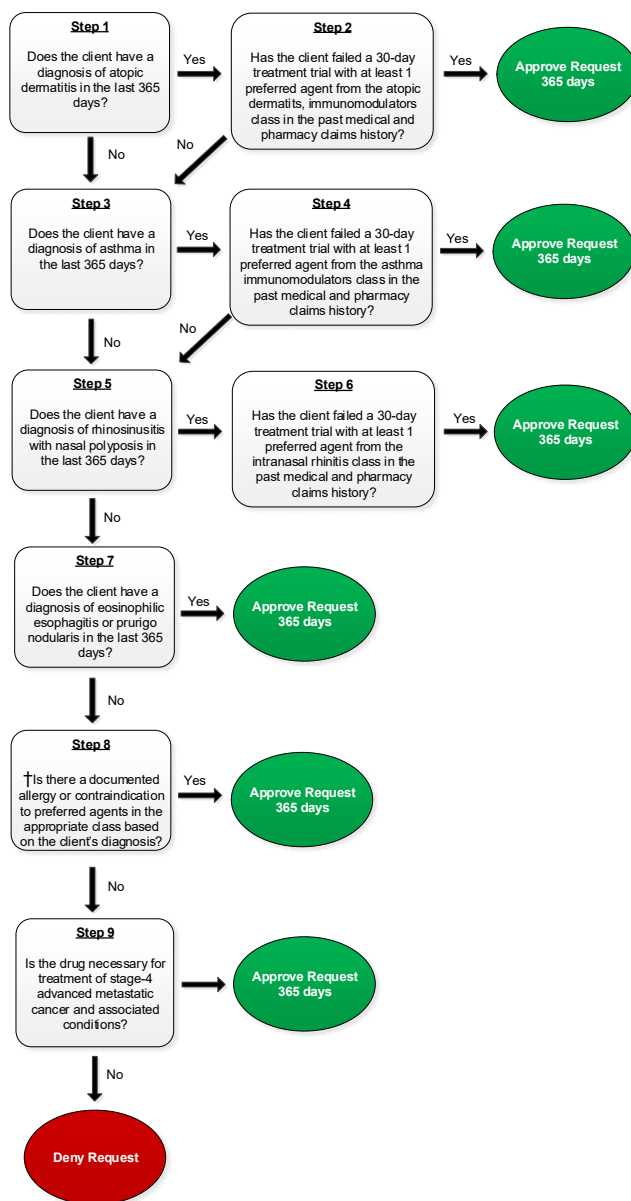 Step 1
Does the client have a
diagnosis of atopic
dermatitis in the last 365
days?
Yes
Step 2
Has the client failed a 30-day
treatment trial with at least 1
preferred agent from the atopic
dermatitis, immunomodulators
class in the past medical and
pharmacy claims history?
Yes
Approve Request
365 days
No
No
Step 3
Does the client have a
diagnosis of asthma in
the last 365 days?
Yes
Step 4
Has the client failed a 30-day
treatment trial with at least 1
preferred agent from the asthma
immunomodulators class in the
past medical and pharmacy
claims history?
Yes
Approve Request
365 days
No
No
Step 5
Does the client have a
diagnosis of rhinosinusitis
with nasal polyposis in
the last 365 days?
Yes
Step 6
Has the client failed a 30-day
treatment trial with at least 1
preferred agent from the
intranasal rhinitis class in the
past medical and pharmacy
claims history?
Yes
Approve Request
365 days
No
Step 7
Does the client have a
diagnosis of eosinophilic
esophagitis or prurigo
nodularis in the last 365
days?
Yes
Approve Request
365 days
No
Step 8
†Is there a documented
allergy or contraindication
to preferred agents in the
appropriate class based
on the client's diagnosis?
Yes
Approve Request
365 days
No
Step 9
Is the drug necessary for
treatment of stage-4
advanced metastatic
cancer and associated
conditions?
Approve Request
365 days
No
Deny Request